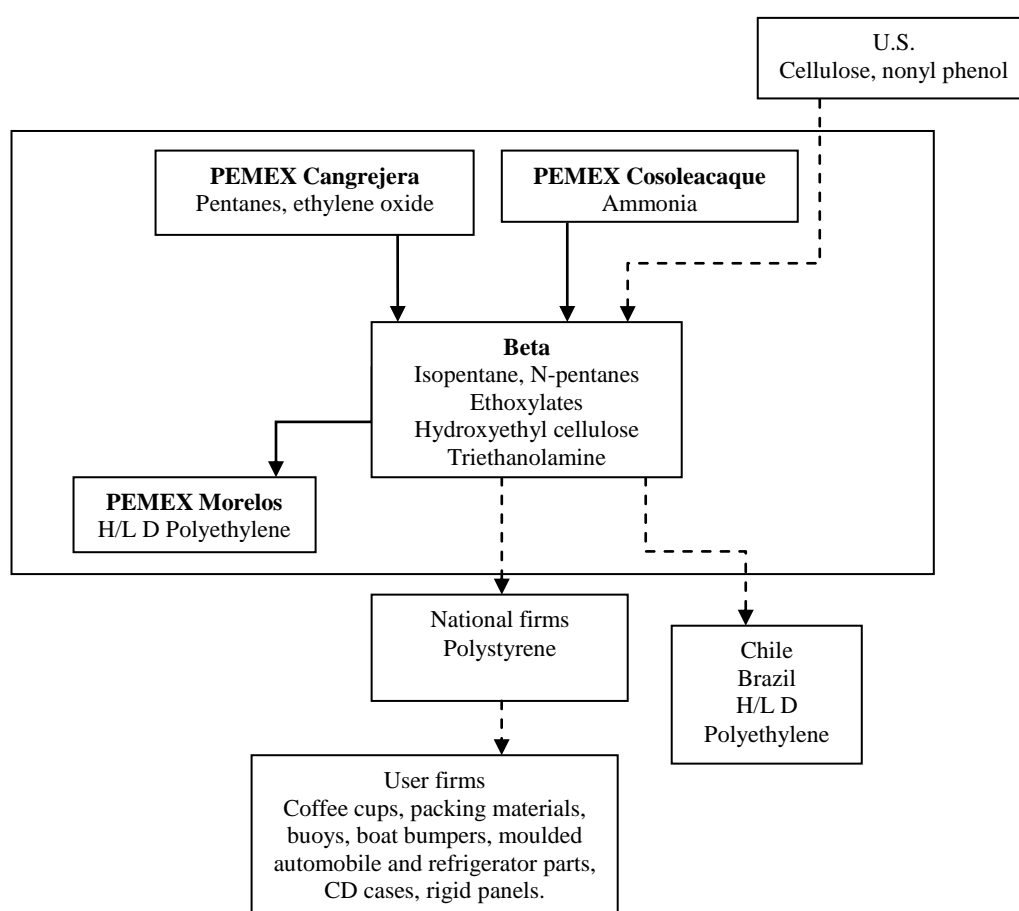 U.S.
Cellulose, nonyl phenol
PEMEX Cangrejera
Pentanes, ethylene oxide
PEMEX Cosoleacaque
Ammonia
Beta
Isopentane, N-pentanes
Ethoxylates
Hydroxyethyl cellulose
Triethanolamine
PEMEX Morelos
H/L D Polyethylene
National firms
Polystyrene
Chile
Brazil
H/L D
Polyethylene
User firms
Coffee cups, packing materials,
buoys, boat bumpers, moulded
automobile and refrigerator parts,
CD cases, rigid panels.